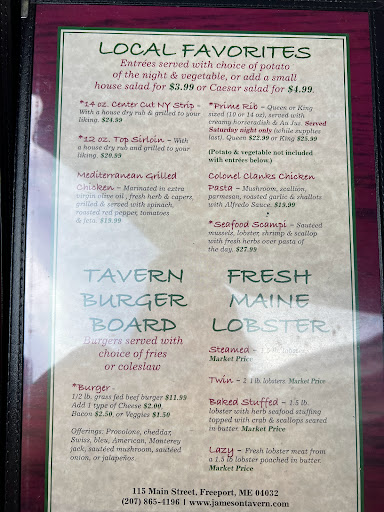 LOCAL FAVORITES
Entrées served with choice of potato
of the night & vegetable, or add a small
house salad for $3.99 or Caesar salad for $4.99.
*14 oz. Center Cut NY Strip -
With a house dry rub & grilled to your
liking. $24.99
*12 oz. Top Sirloin - With
a house dry rub and grilled to your
liking. $20.99
Mediterranean Grilled
Chicken - Marinated in extra
virgin olive oil, fresh herb & capers,
grilled & served with spinach,
roasted red pepper, tomatoes
& feta. $19.99
*Prime Rib - Queen or King
sized (10 or 14 oz), served with
creamy horseradish & Au Jus. Served
Saturday night only (while supplies
last). Queen $22.99 or King $25.99
(Potato & vegetable not included
with entrées below.)
Colonel Clanks Chicken
Pasta - Mushroom, scallion,
parmesan, roasted garlic & shallots
with Alfredo Sauce. $19.99
*Seafood Scampi - Sauteed
mussels, lobster, shrimp & scallop
with fresh herbs over pasta of
the day. $27.99
TAVERN
BURGER
BOARD
Burgers served with
choice of fries
or coleslaw
*Burger -
1/2 lb. grass fed beef burger $11.99
Add 1 type of Cheese $2.00,
Bacon $2.50, or Veggies $1.50
Offerings: Provolone, cheddar,
Swiss, bleu, American, Monterey
jack, sauteed mushroom, sautéed
onion, or jalapeños.
FRESH
MAINE
LOBSTER
Steamed - lb. lobster.
Market Price
Twin - 2 1 lb. lobsters. Market Price
Baked Stuffed - 1.5 lb.
lobster with herb seafood stuffing
topped with crab & scallops seared
in butter. Market Price
Lazy - Fresh lobster meat from
a 1.5 lb lobster poached in butter.
Market Price
115 Main Street, Freeport, ME 04032
(207) 865-4196 | www.jamesontavern.com